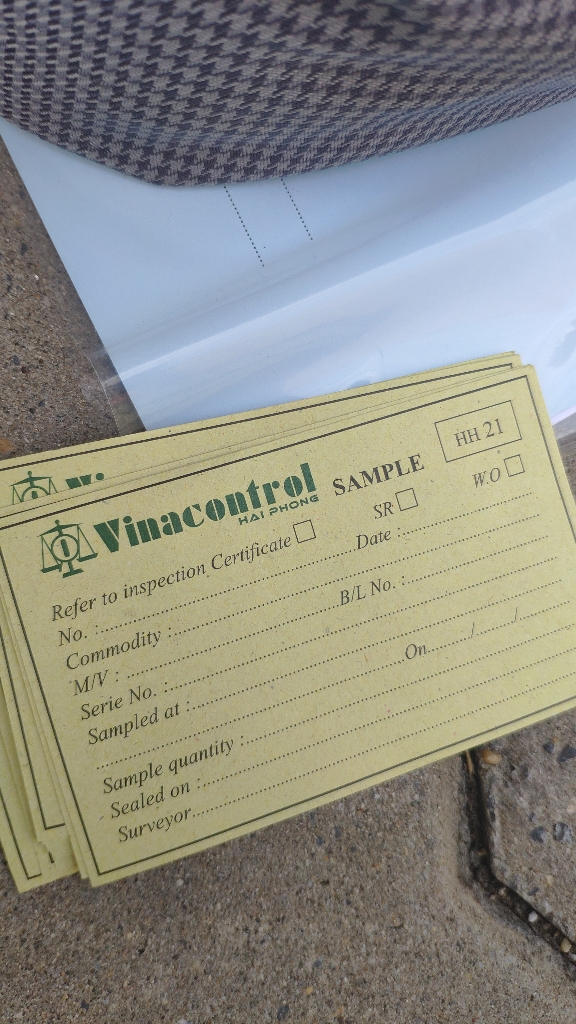 Vinacontrol
HAI PHONG
SAMPLE
HH 21
Refer to inspection Certificate SR W.O
No. : Date :
Commodity :
M/V : B/L No. :
Serie No. :
Sampled at : On / /
Sample quantity :
Sealed on :
Surveyor